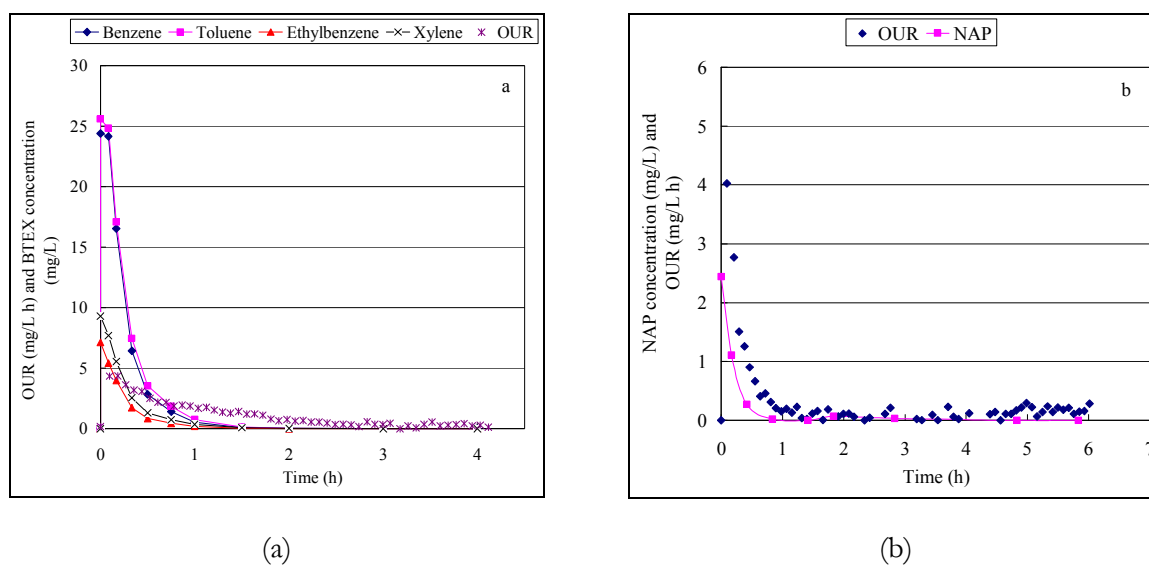 Benzene Toluene Ethylbenzene Xylene OUR
a
30
25
20
15
10
5
0
OUR (mg/L h) and BTEX concentration
(mg/L)
0 1 2 3 4
Time (h)
(a)
OUR NAP
b
6
5
4
3
2
1
0
NAP concentration (mg/L) and
OUR (mg/L h)
0 1 2 3 4 5 6 7
Time (h)
(b)